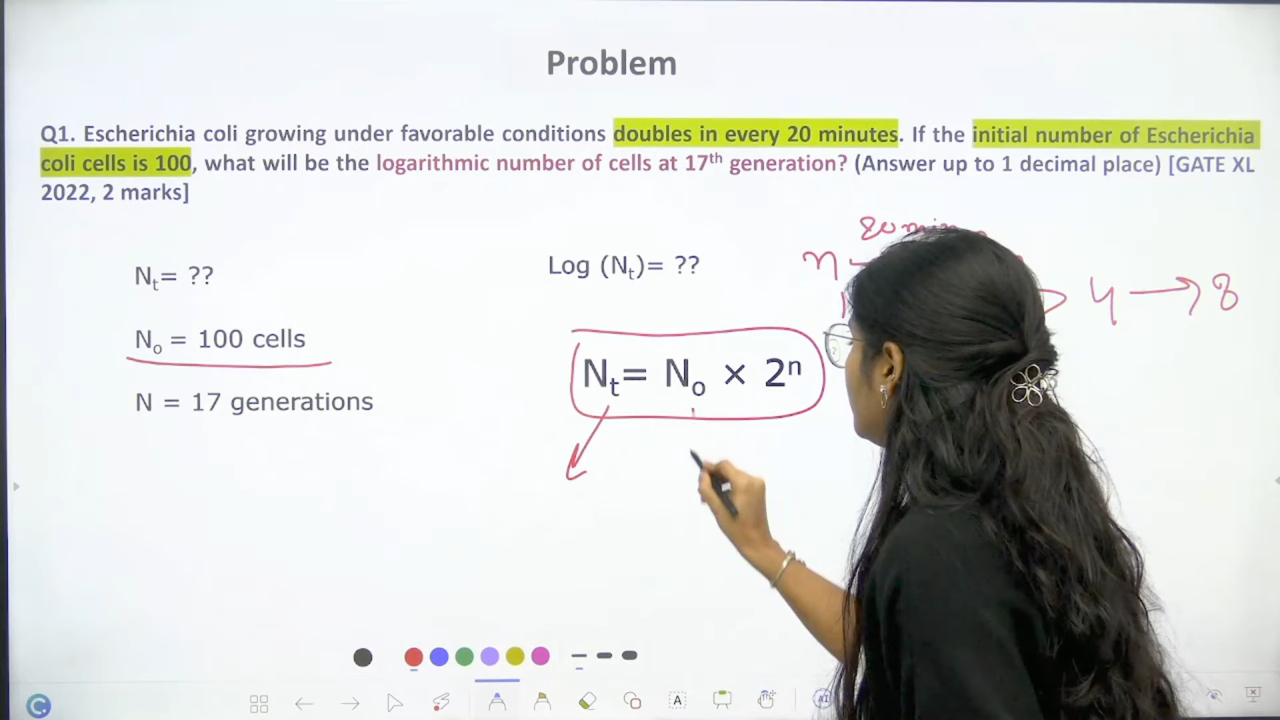 Problem
Q1. Escherichia coli growing under favorable conditions doubles in every 20 minutes. If the initial number of Escherichia
coli cells is 100, what will be the logarithmic number of cells at 17th generation? (Answer up to 1 decimal place) [GATE XL
2022, 2 marks]
Nt= ??
No = 100 cells
N = 17 generations
Log (Nt)= ??
Nt= No × 2n
n
4 → 8
A
AI